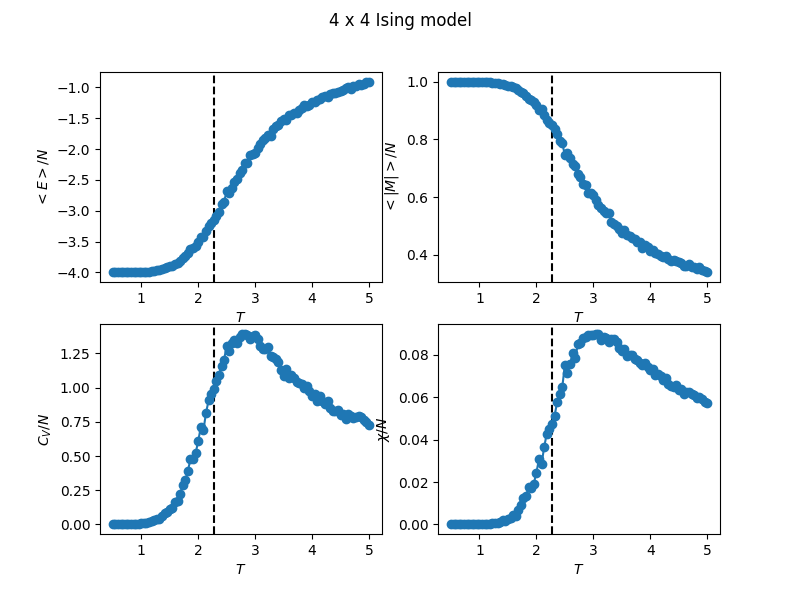 4 x 4 Ising model
< E > /N
−1.0
−1.5
−2.0
−2.5
−3.0
−3.5
−4.0
1 2 3 4 5
T
< |M| > /N
1.0
0.8
0.6
0.4
1 2 3 4 5
T
C_V/N
1.25
1.00
0.75
0.50
0.25
0.00
1 2 3 4 5
T
χ/N
0.08
0.06
0.04
0.02
0.00
1 2 3 4 5
T